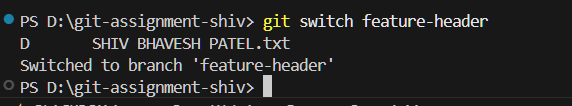 PS D:\git-assignment-shiv> git switch feature-header
D       SHIV BHAVESH PATEL.txt
Switched to branch 'feature-header'
PS D:\git-assignment-shiv>